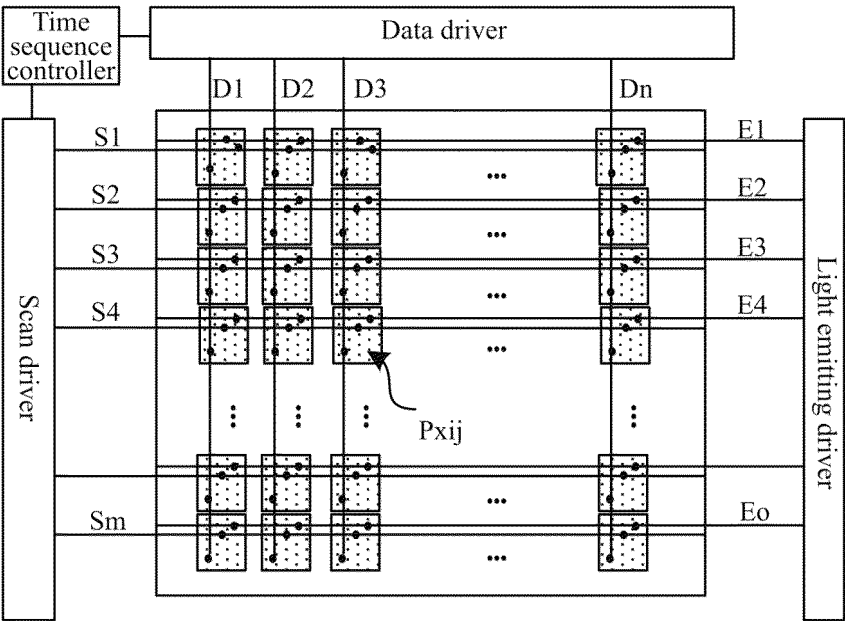 Time
sequence
controller
Data driver
D1
D2
D3
Dn
S1
E1
S2
E2
S3
E3
S4
E4
Scan driver
Light emitting driver
Pxij
Sm
Eo